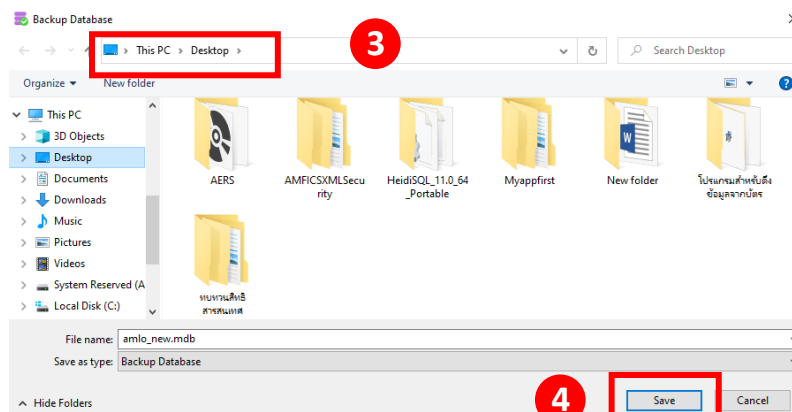 Backup Database
This PC > Desktop >
3
Search Desktop
Organize
New folder
?
This PC
3D Objects
Desktop
Documents
Downloads
Music
Pictures
Videos
System Reserved (A
Local Disk (C:)
AERS
AMFICSXMLSecu
rity
HeidiSQL_11.0_64
_Portable
Myappfirst
New folder
โปรแกรมสำหรับดึง
ข้อมูลจากบัตร
ทบทวนสิทธิ
สารสนเทศ
File name: amlo_new.mdb
Save as type: Backup Database
Hide Folders
4
Save
Cancel